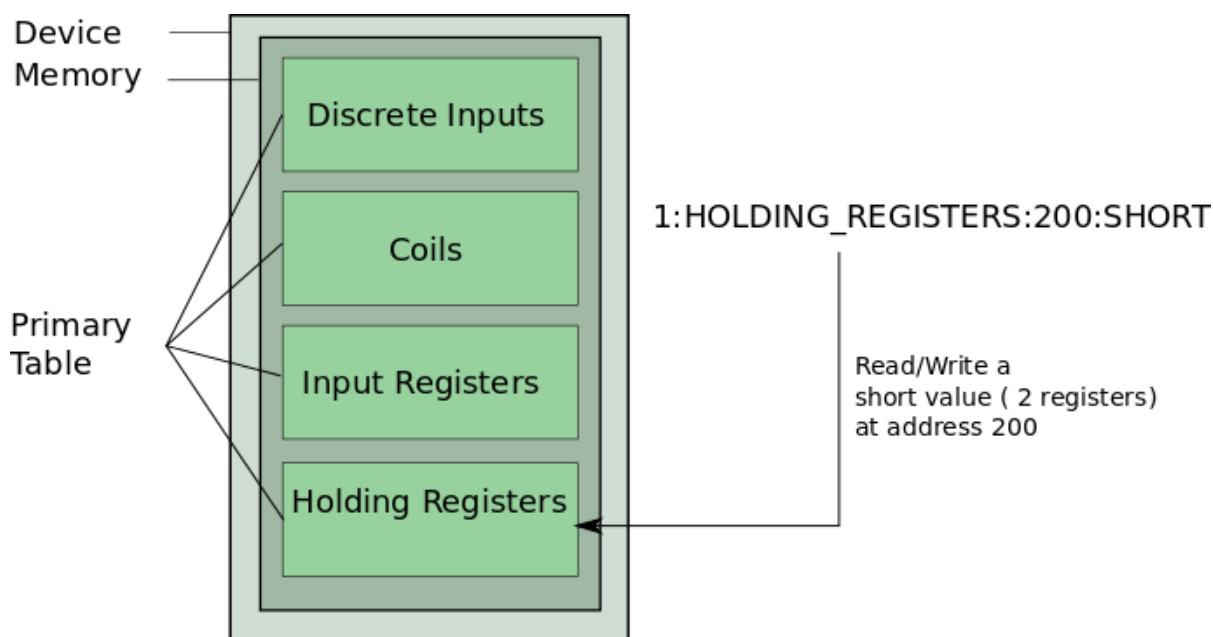 Device
Memory
Discrete Inputs
Coils
Primary
Table
Input Registers
Holding Registers
1:HOLDING_REGISTERS:200:SHORT
Read/Write a
short value ( 2 registers)
at address 200